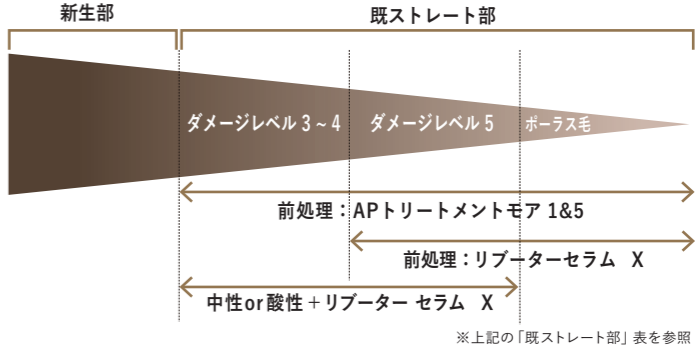 新生部
既ストレート部
ダメージレベル 3～4
ダメージレベル 5
ポーラス毛
前処理：APトリートメントモア 1&5
前処理：リブーターセラム X
中性or酸性＋リブーター セラム X
※上記の「既ストレート部」表を参照